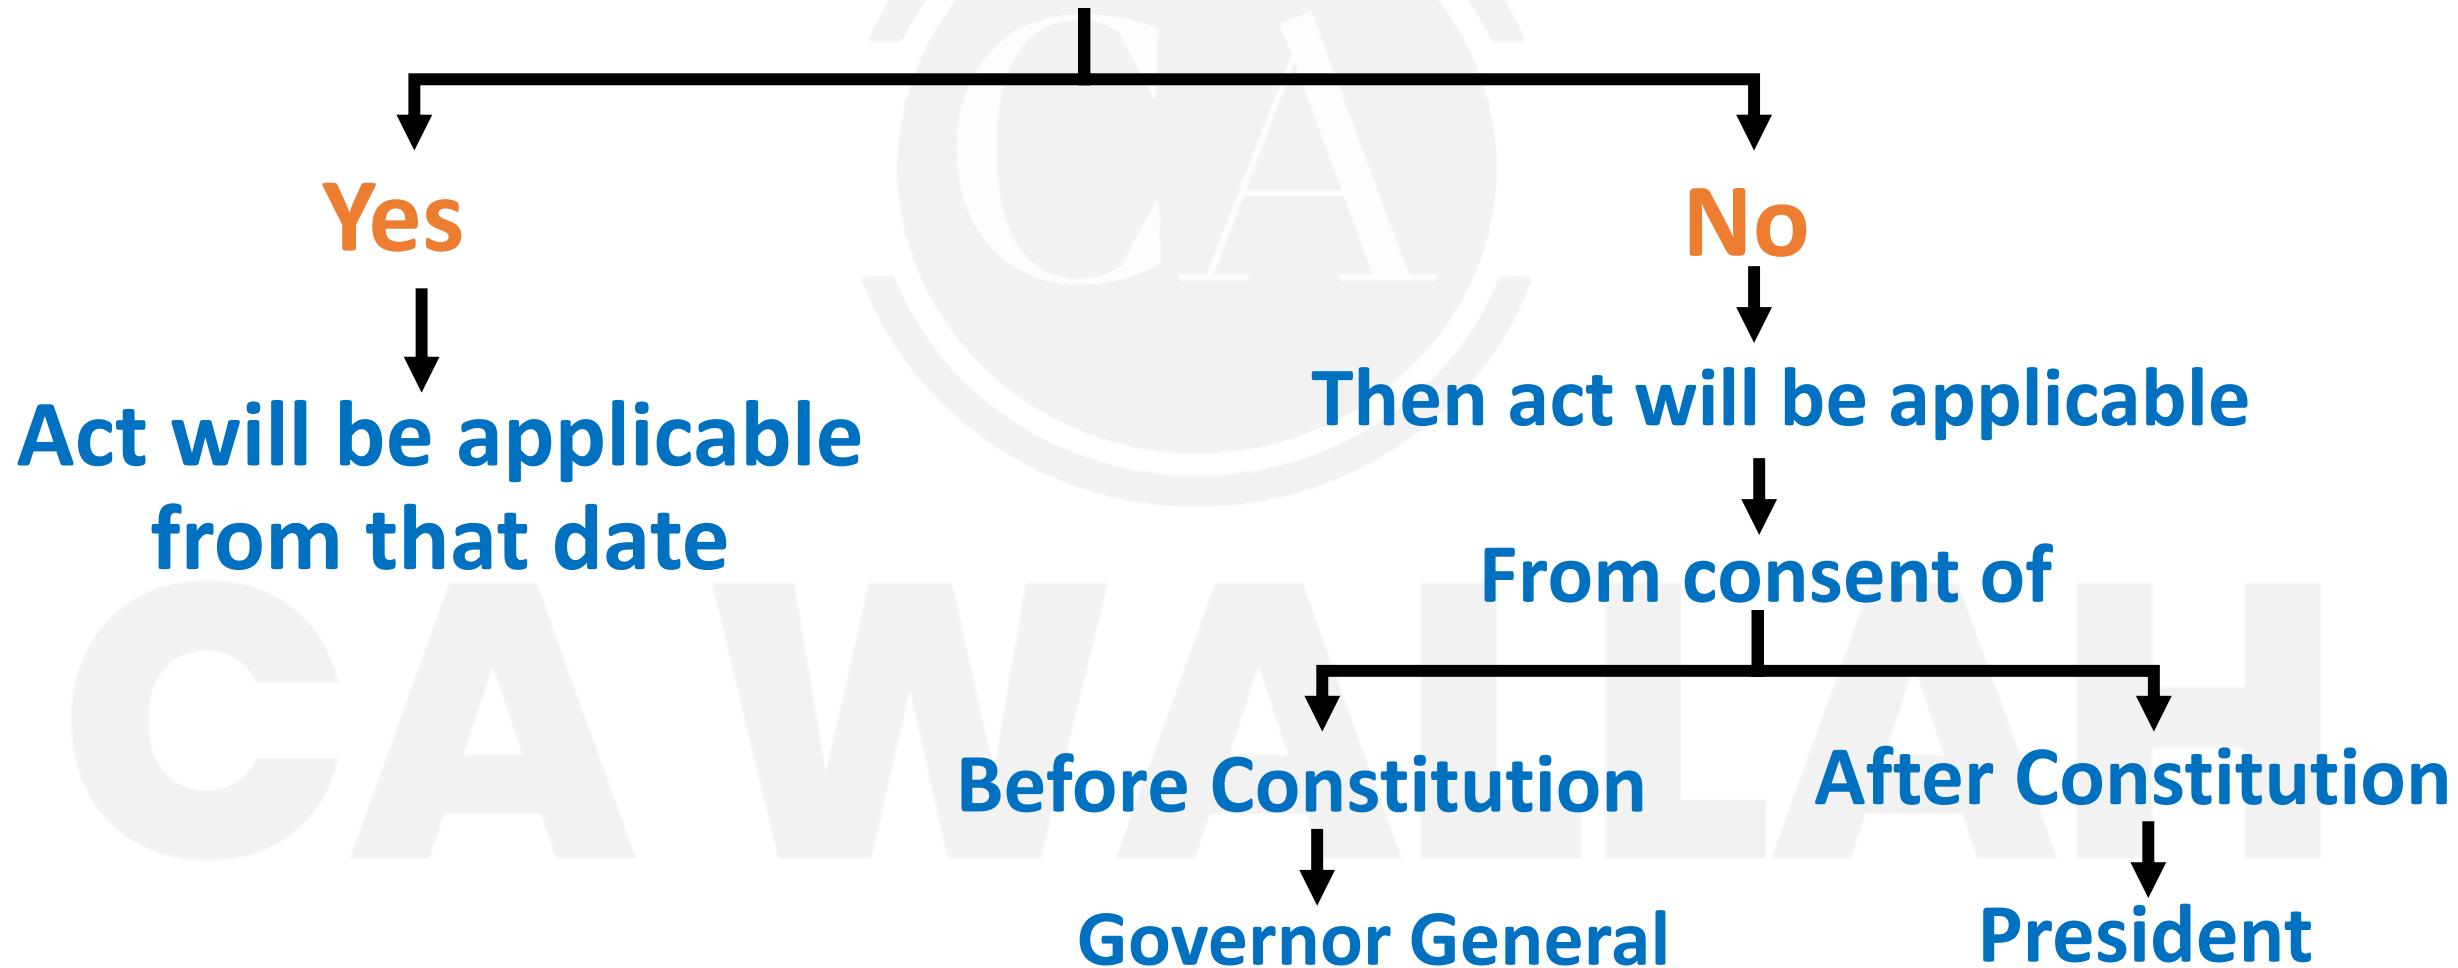 CA
Yes
No
Act will be applicable
from that date
Then act will be applicable
From consent of
CA WALLAH
Before Constitution
After Constitution
Governor General
President